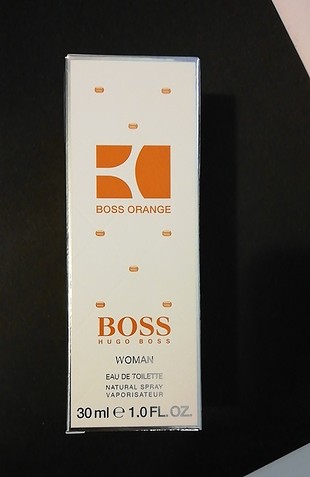 BOSS ORANGE
BOSS
HUGO BOSS
WOMAN
EAU DE TOILETTE
NATURAL SPRAY
VAPORISATEUR
30 ml ℮ 1.0 FL.OZ.